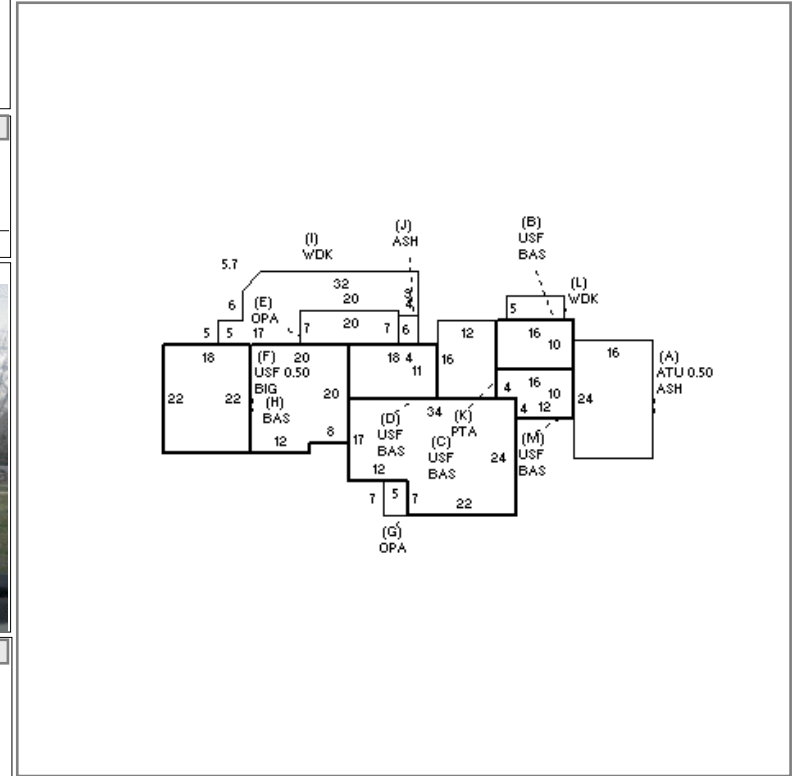 (B)
USF
BAS
(J)
ASH
(I)
WDK
5.7
(L)
WDK
32
20
6
(E)
OPA
5
5
5
17
7
20
7
6
12
16
10
16
(A)
ATU 0.50
ASH
18
(F)
USF 0.50
BIG
20
18
4
11
16
22
22
(H)
BAS
20
4
16
10
24
4
12
12
8
17
(D)
USF
BAS
34
(K)
PTA
(C)
USF
BAS
24
(M)
USF
BAS
12
7
5
7
22
(G)
OPA